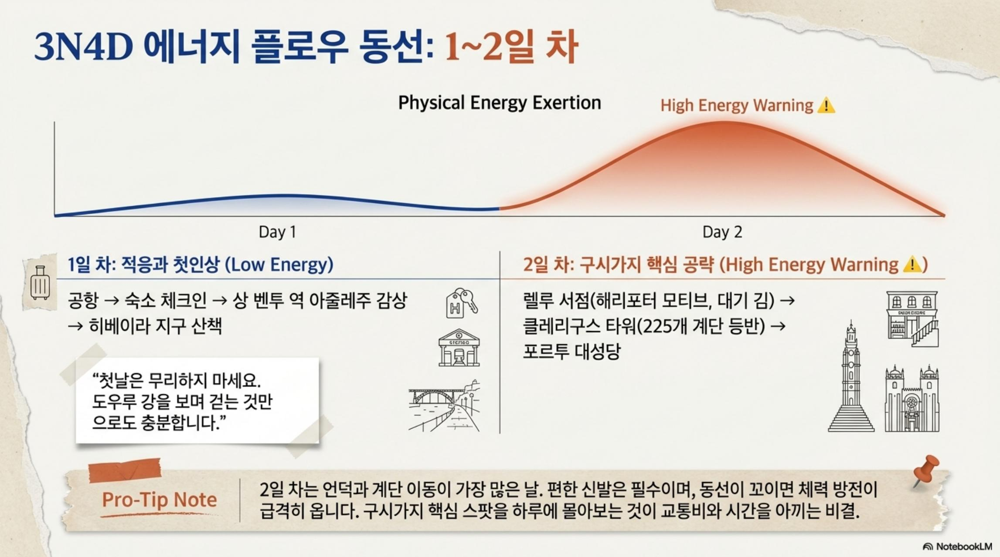 3N4D 에너지 플로우 동선: 1~2일 차
Physical Energy Exertion
High Energy Warning ⚠️
Day 1
Day 2
1일 차: 적응과 첫인상 (Low Energy)
공항 → 숙소 체크인 → 상 벤투 역 아줄레주 감상
→ 히베이라 지구 산책
H
“첫날은 무리하지 마세요.
도우루 강을 보며 걷는 것만
으로도 충분합니다.”
2일 차: 구시가지 핵심 공략 (High Energy Warning ⚠️)
렐루 서점(해리포터 모티브, 대기 김) →
클레리구스 타워(225개 계단 등반) →
포르투 대성당
Pro-Tip Note
2일 차는 언덕과 계단 이동이 가장 많은 날. 편한 신발은 필수이며, 동선이 꼬이면 체력 방전이
급격히 옵니다. 구시가지 핵심 스팟을 하루에 몰아보는 것이 교통비와 시간을 아끼는 비결.
NotebookLM